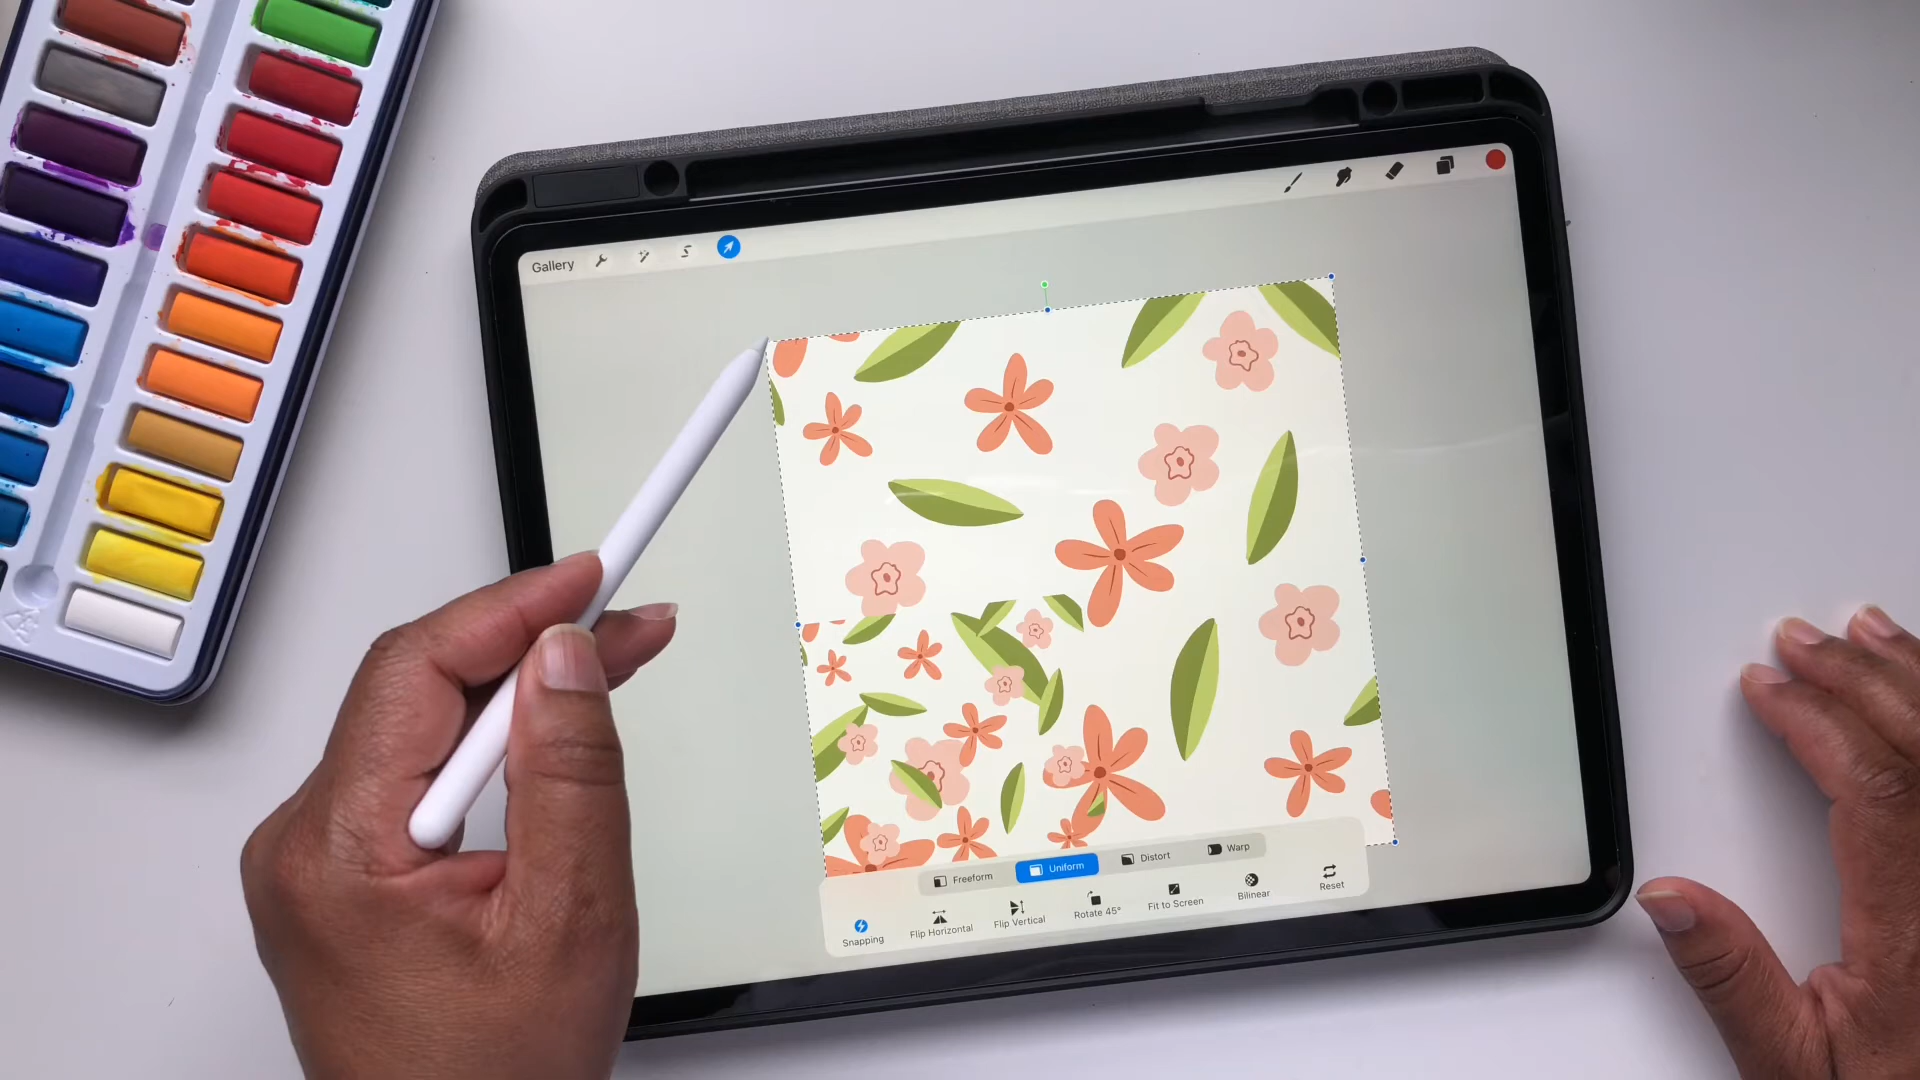 Gallery
Freeform
Uniform
Distort
Warp
Snapping
Flip Horizontal
Flip Vertical
Rotate 45°
Fit to Screen
Bilinear
Reset